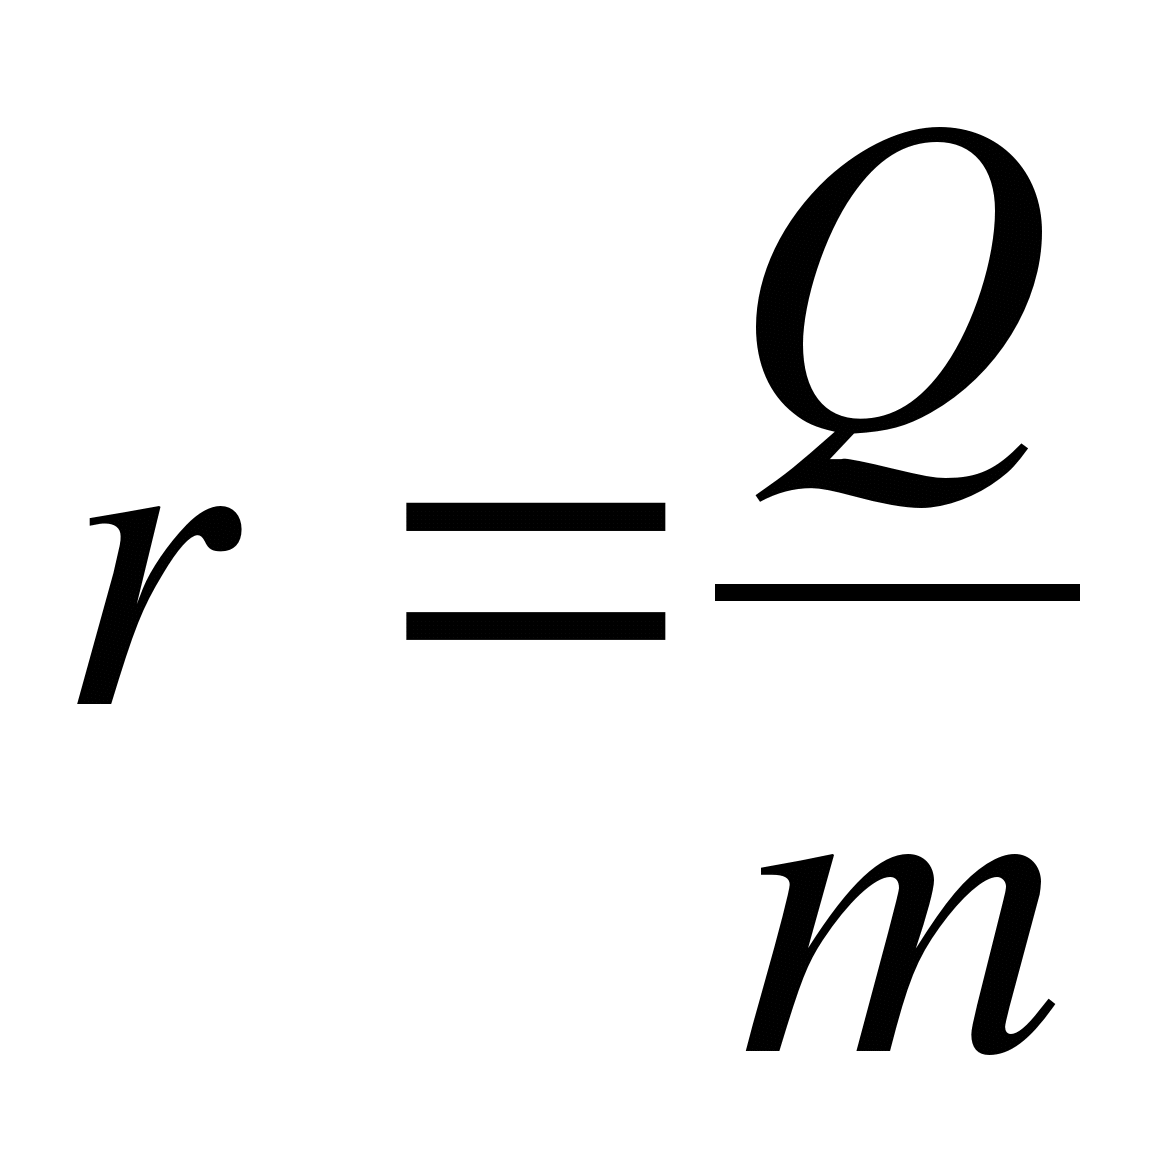 r = Q/m